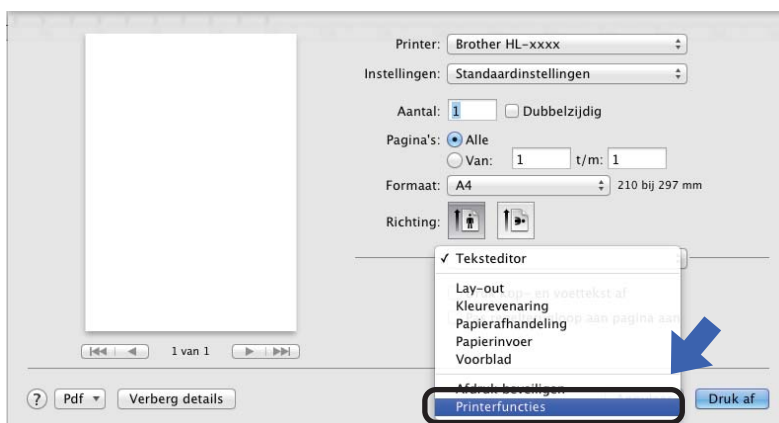 Printer: Brother HL-xxxx
Instellingen: Standaardinstellingen
Aantal: 1 Dubbelzijdig
Pagina's: Alle
Van: 1 t/m: 1
Formaat: A4 210 bij 297 mm
Richting:
✓ Teksteditor
Lay-out
Kleurevenaring
Papierafhandeling
Papierinvoer
Voorblad
Afdruk beveiligen
Printerfuncties
1 van 1
? Pdf Verberg details Druk af